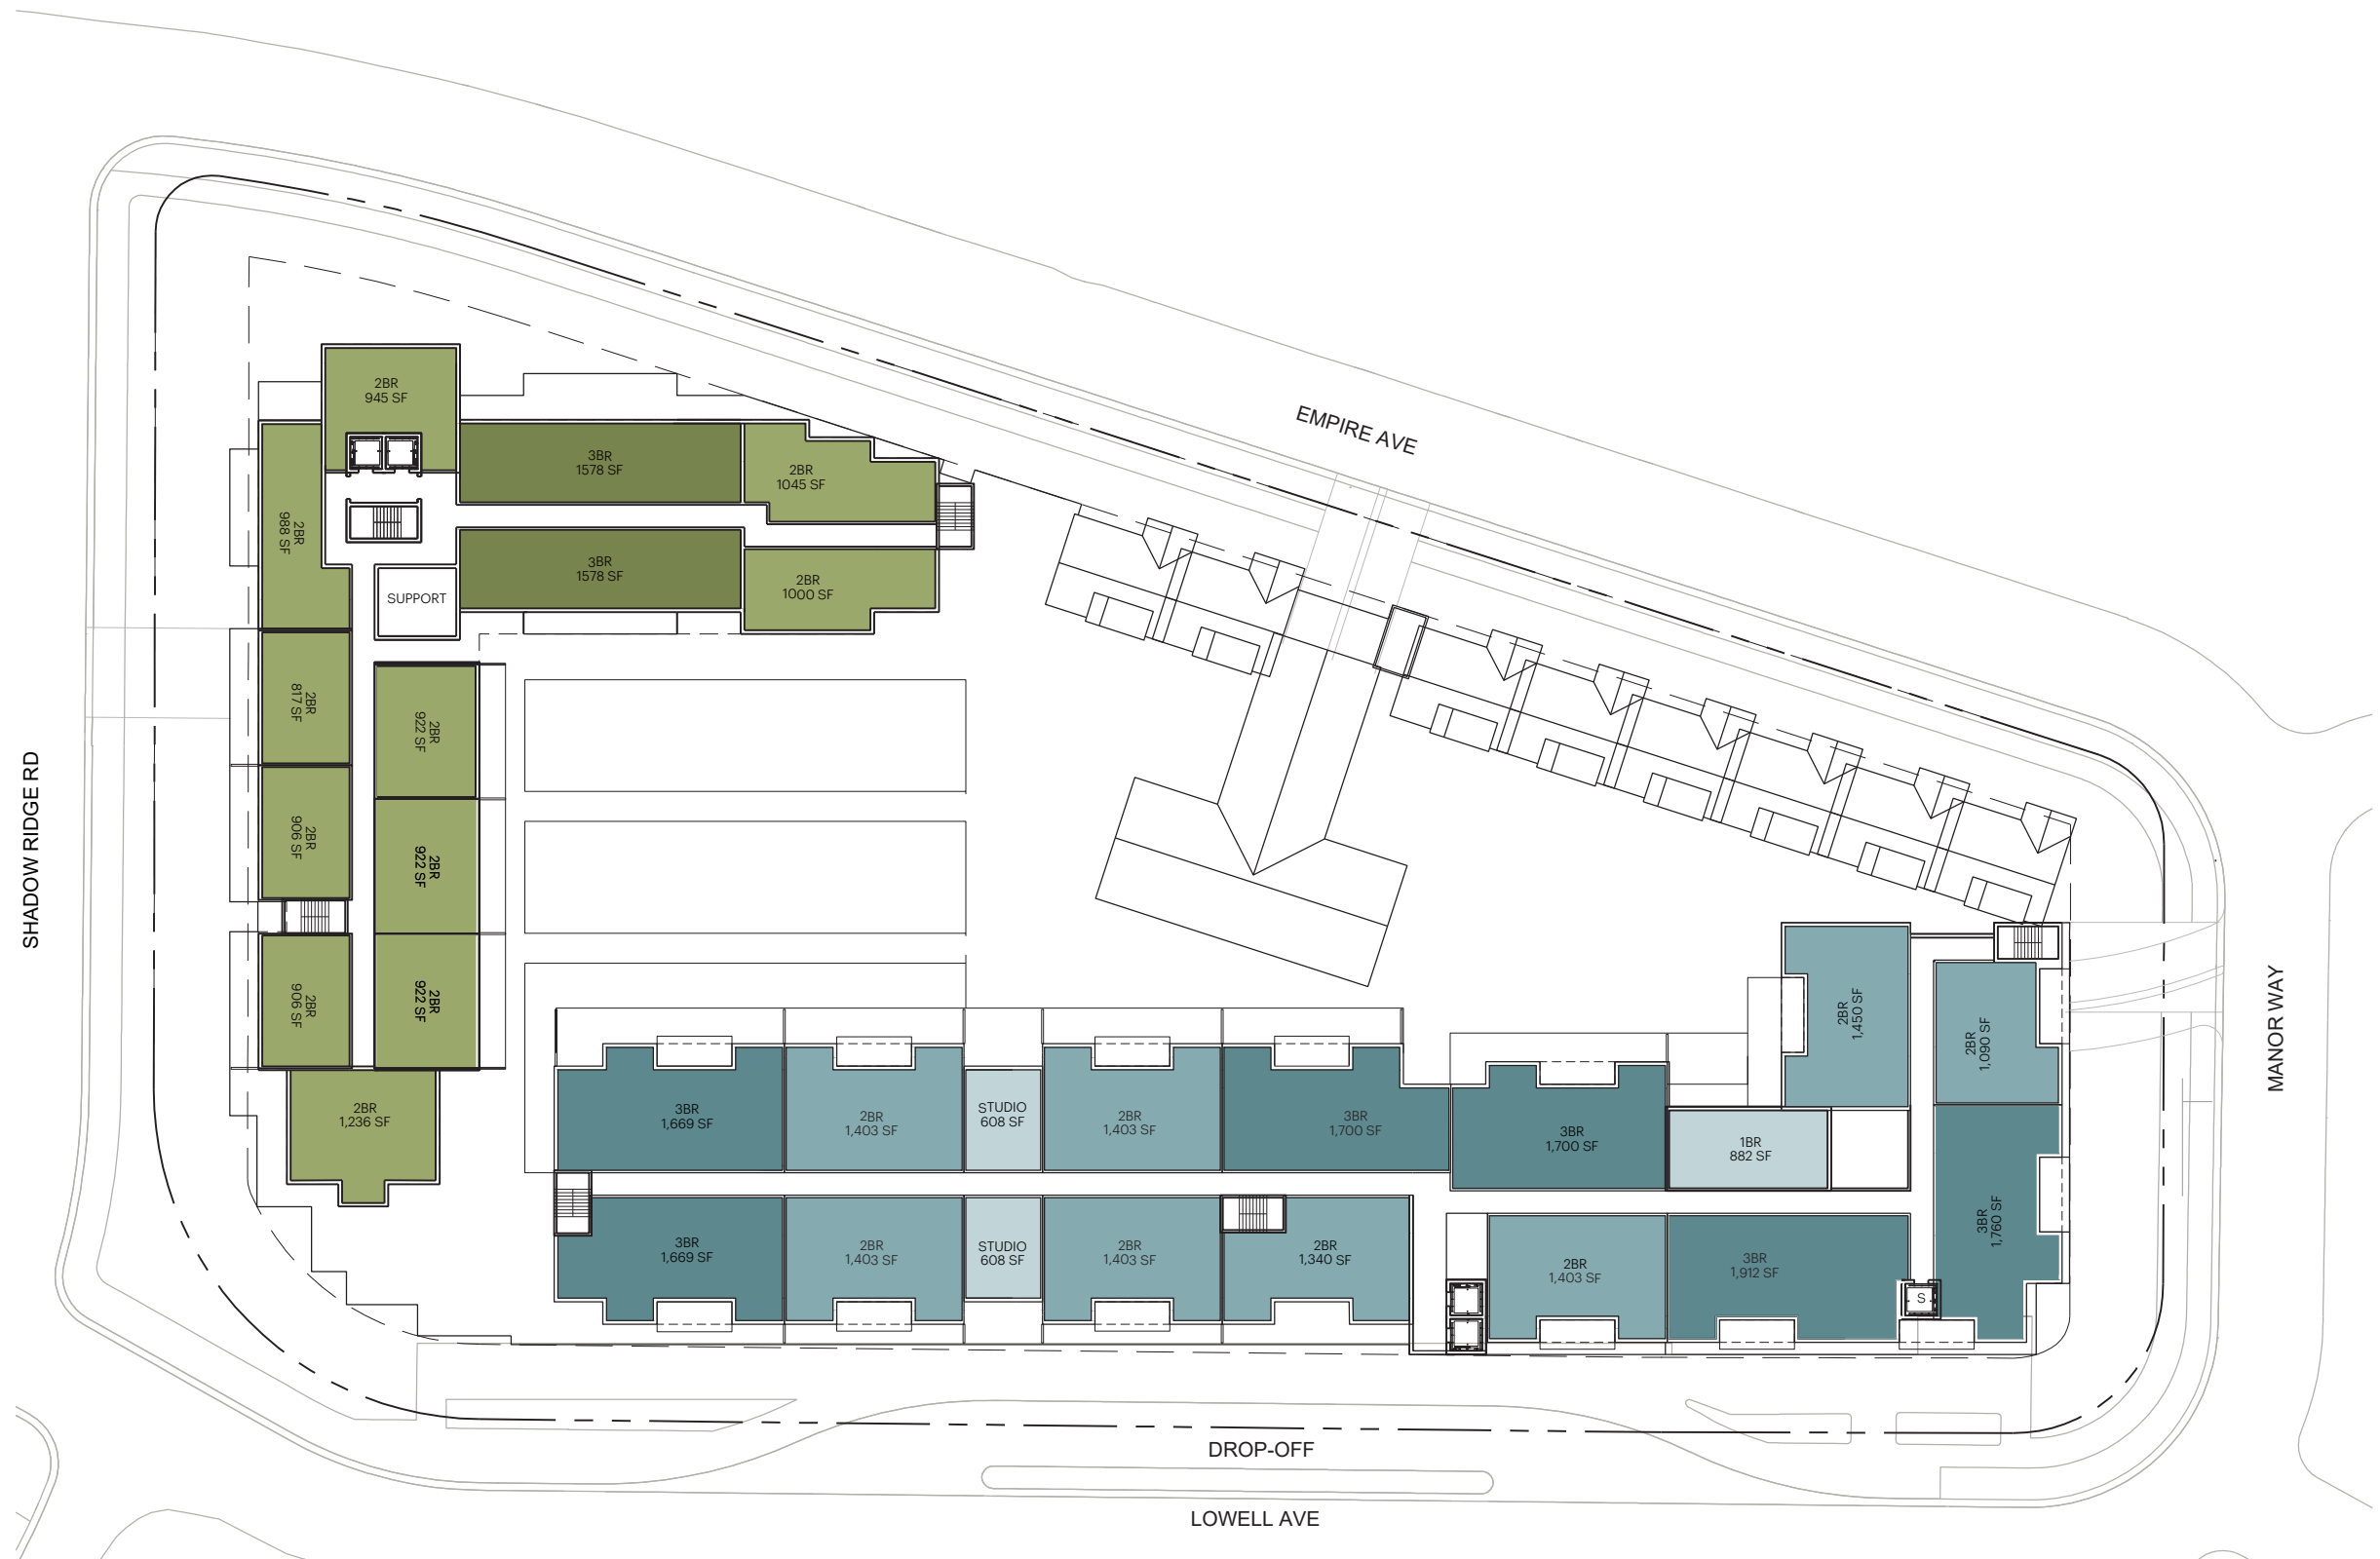 EMPIRE AVE
2BR
945 SF
3BR
1578 SF
2BR
1045 SF
2BR
988 SF
3BR
1578 SF
2BR
1000 SF
SUPPORT
2BR
817 SF
2BR
922 SF
2BR
906 SF
2BR
922 SF
2BR
906 SF
2BR
922 SF
2BR
1,236 SF
SHADOW RIDGE RD
3BR
1,669 SF
2BR
1,403 SF
STUDIO
608 SF
2BR
1,403 SF
3BR
1,700 SF
3BR
1,700 SF
1BR
882 SF
2BR
1,450 SF
2BR
1,090 SF
MANOR WAY
3BR
1,669 SF
2BR
1,403 SF
STUDIO
608 SF
2BR
1,403 SF
2BR
1,340 SF
2BR
1,403 SF
3BR
1,912 SF
S
3BR
1,760 SF
DROP-OFF
LOWELL AVE